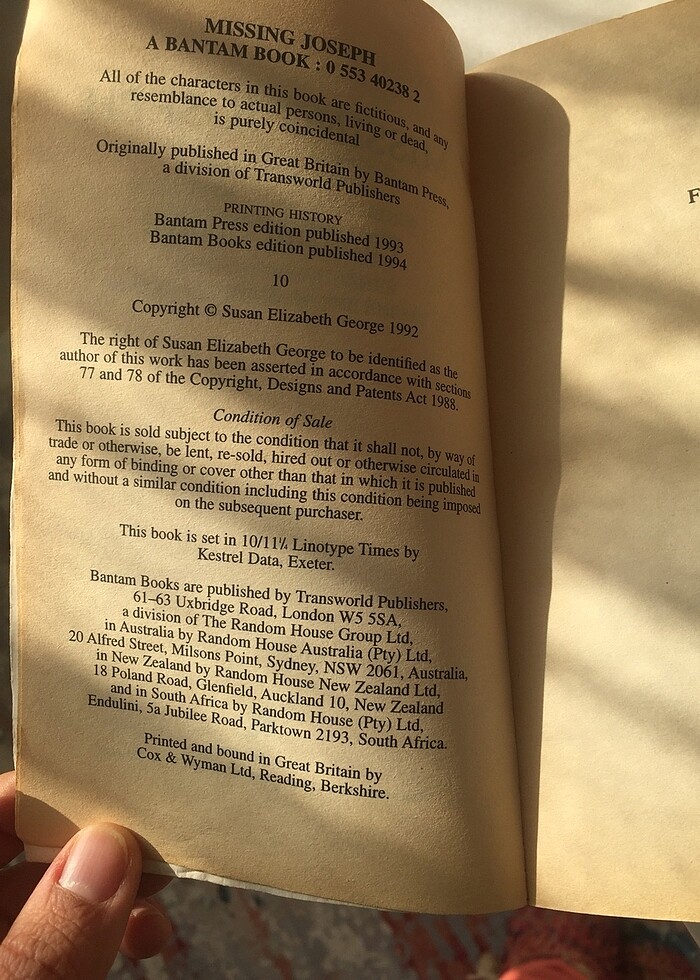 MISSING JOSEPH
A BANTAM BOOK : 0 553 40238 2
All of the characters in this book are fictitious, and any
resemblance to actual persons, living or dead,
is purely coincidental
Originally published in Great Britain by Bantam Press,
a division of Transworld Publishers
PRINTING HISTORY
Bantam Press edition published 1993
Bantam Books edition published 1994
10
Copyright © Susan Elizabeth George 1992
The right of Susan Elizabeth George to be identified as the
author of this work has been asserted in accordance with sections
77 and 78 of the Copyright, Designs and Patents Act 1988.
Condition of Sale
This book is sold subject to the condition that it shall not, by way of
trade or otherwise, be lent, re-sold, hired out or otherwise circulated in
any form of binding or cover other than that in which it is published
and without a similar condition including this condition being imposed
on the subsequent purchaser.
This book is set in 10/11¼ Linotype Times by
Kestrel Data, Exeter.
Bantam Books are published by Transworld Publishers,
61–63 Uxbridge Road, London W5 5SA,
a division of The Random House Group Ltd,
in Australia by Random House Australia (Pty) Ltd,
20 Alfred Street, Milsons Point, Sydney, NSW 2061, Australia,
in New Zealand by Random House New Zealand Ltd,
18 Poland Road, Glenfield, Auckland 10, New Zealand
and in South Africa by Random House (Pty) Ltd,
Endulini, 5a Jubilee Road, Parktown 2193, South Africa.
Printed and bound in Great Britain by
Cox & Wyman Ltd, Reading, Berkshire.
F